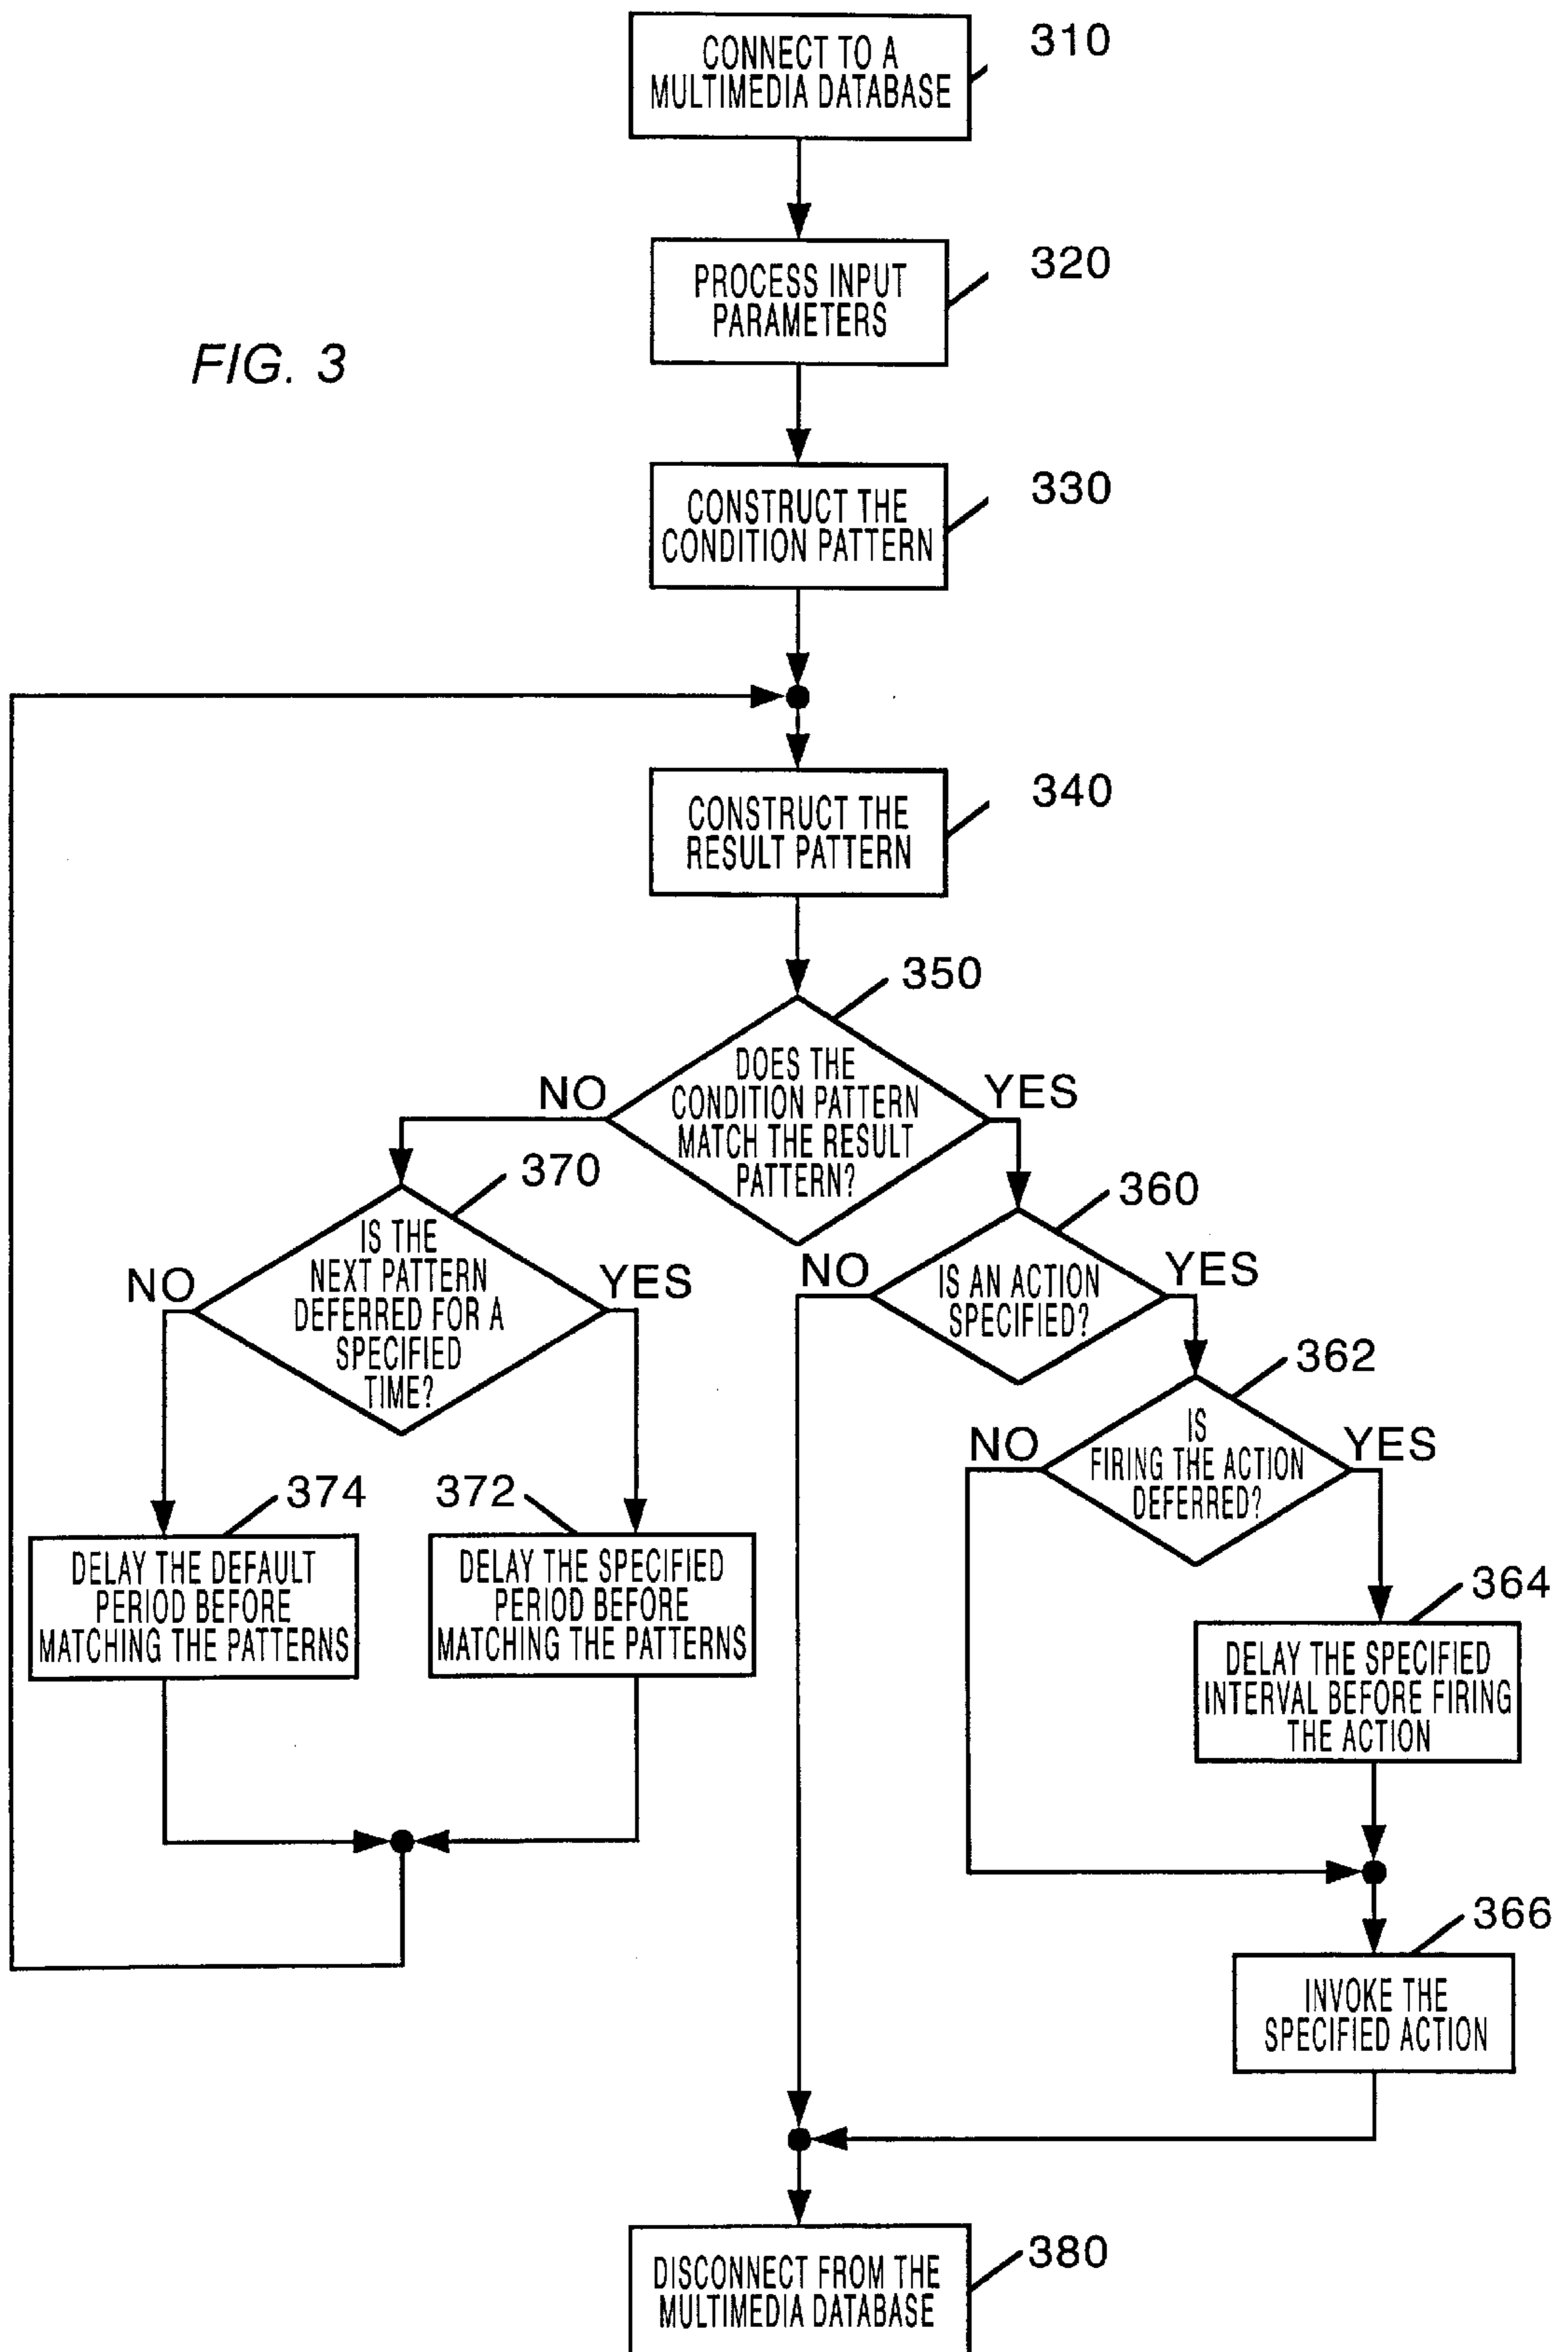 CONNECT TO A
MULTIMEDIA DATABASE
310
PROCESS INPUT
PARAMETERS
320
FIG. 3
CONSTRUCT THE
CONDITION PATTERN
330
CONSTRUCT THE
RESULT PATTERN
340
350
DOES THE
CONDITION PATTERN
MATCH THE RESULT
PATTERN?
NO
YES
370
IS THE
NEXT PATTERN
DEFERRED FOR A
SPECIFIED
TIME?
NO
YES
360
IS AN ACTION
SPECIFIED?
NO
YES
362
IS
FIRING THE ACTION
DEFERRED?
NO
YES
374
DELAY THE DEFAULT
PERIOD BEFORE
MATCHING THE PATTERNS
372
DELAY THE SPECIFIED
PERIOD BEFORE
MATCHING THE PATTERNS
364
DELAY THE SPECIFIED
INTERVAL BEFORE FIRING
THE ACTION
366
INVOKE THE
SPECIFIED ACTION
DISCONNECT FROM THE
MULTIMEDIA DATABASE
380